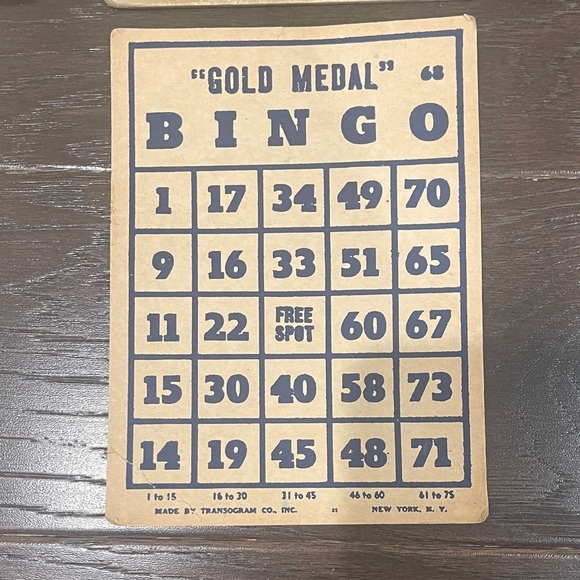 "GOLD MEDAL" 68
B I N G O
1 17 34 49 70
9 16 33 51 65
11 22 FREE SPOT 60 67
15 30 40 58 73
14 19 45 48 71
1 to 15 16 to 30 31 to 45 46 to 60 61 to 75
MADE BY TRANSOGRAM CO., INC. NEW YORK, N. Y.